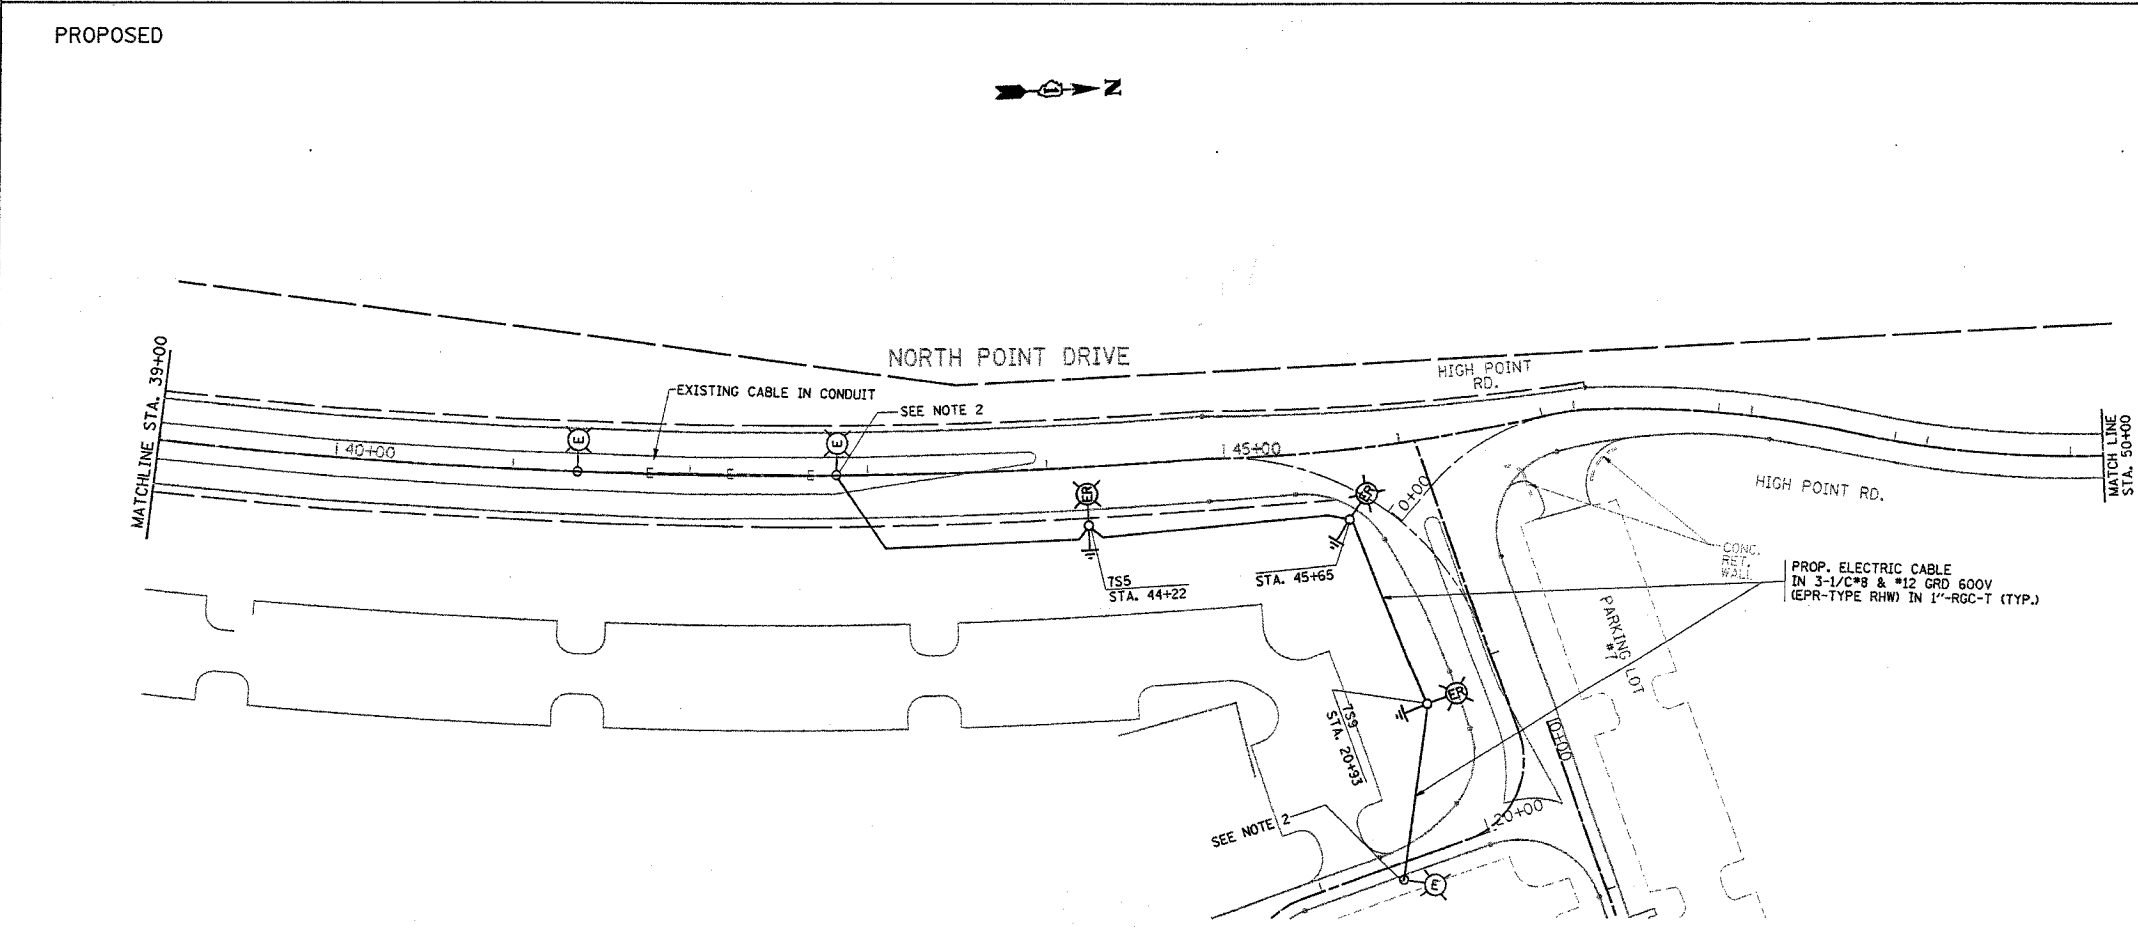 PROPOSED
N
NORTH POINT DRIVE
HIGH POINT
RD.
MATCHLINE STA. 39+00
EXISTING CABLE IN CONDUIT
SEE NOTE 2
E
E
40+00
45+00
E
E
E
ER
ER
0+00
HIGH POINT RD.
MATCH LINE
STA. 50+00
7S5
STA. 44+22
STA. 45+65
CONC.
RET.
WALL
PROP. ELECTRIC CABLE
IN 3-1/C#8 & #12 GRD 600V
(EPR-TYPE RHW) IN 1"-RGC-T (TYP.)
PARKING LOT
#7
ER
7S9
STA. 20+93
10+00
20+00
SEE NOTE 2
E